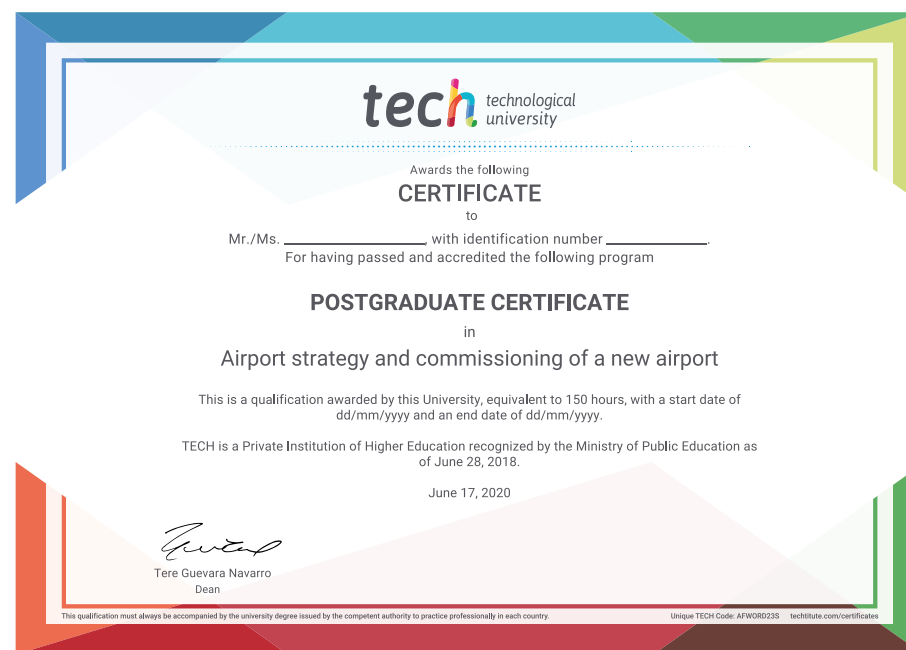 tech technological
university
Awards the following
CERTIFICATE
to
Mr./Ms. ____________________, with identification number ______________.
For having passed and accredited the following program
POSTGRADUATE CERTIFICATE
in
Airport strategy and commissioning of a new airport
This is a qualification awarded by this University, equivalent to 150 hours, with a start date of
dd/mm/yyyy and an end date of dd/mm/yyyy.
TECH is a Private Institution of Higher Education recognized by the Ministry of Public Education as
of June 28, 2018.
June 17, 2020
Tere Guevara Navarro
Dean
This qualification must always be accompanied by the university degree issued by the competent authority to practice professionally in each country. Unique TECH Code: AFWORD23S techtitute.com/certificates